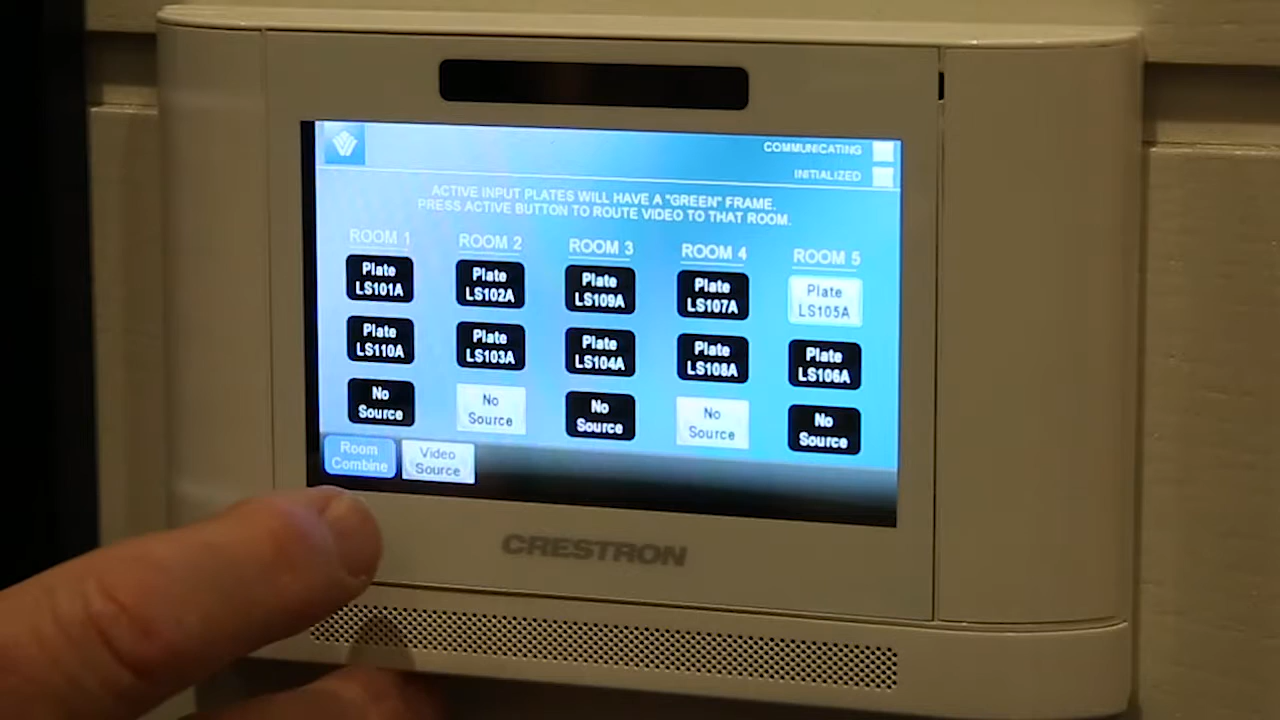 COMMUNICATING
INITIALIZED
ACTIVE INPUT PLATES WILL HAVE A "GREEN" FRAME.
PRESS ACTIVE BUTTON TO ROUTE VIDEO TO THAT ROOM.
ROOM 1
ROOM 2
ROOM 3
ROOM 4
ROOM 5
Plate
LS101A
Plate
LS102A
Plate
LS109A
Plate
LS107A
Plate
LS105A
Plate
LS110A
Plate
LS103A
Plate
LS104A
Plate
LS108A
Plate
LS106A
No
Source
No
Source
No
Source
No
Source
No
Source
Room
Combine
Video
Source
CRESTRON